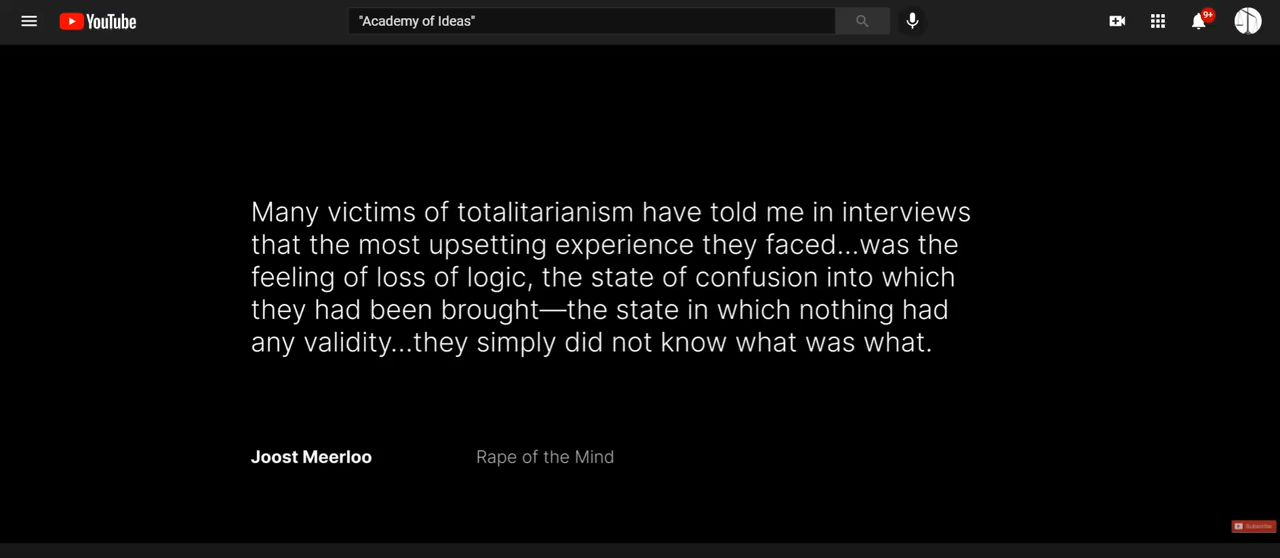 YouTube
"Academy of Ideas"
9+
Many victims of totalitarianism have told me in interviews
that the most upsetting experience they faced...was the
feeling of loss of logic, the state of confusion into which
they had been brought—the state in which nothing had
any validity...they simply did not know what was what.
Joost Meerloo Rape of the Mind
Subscribe